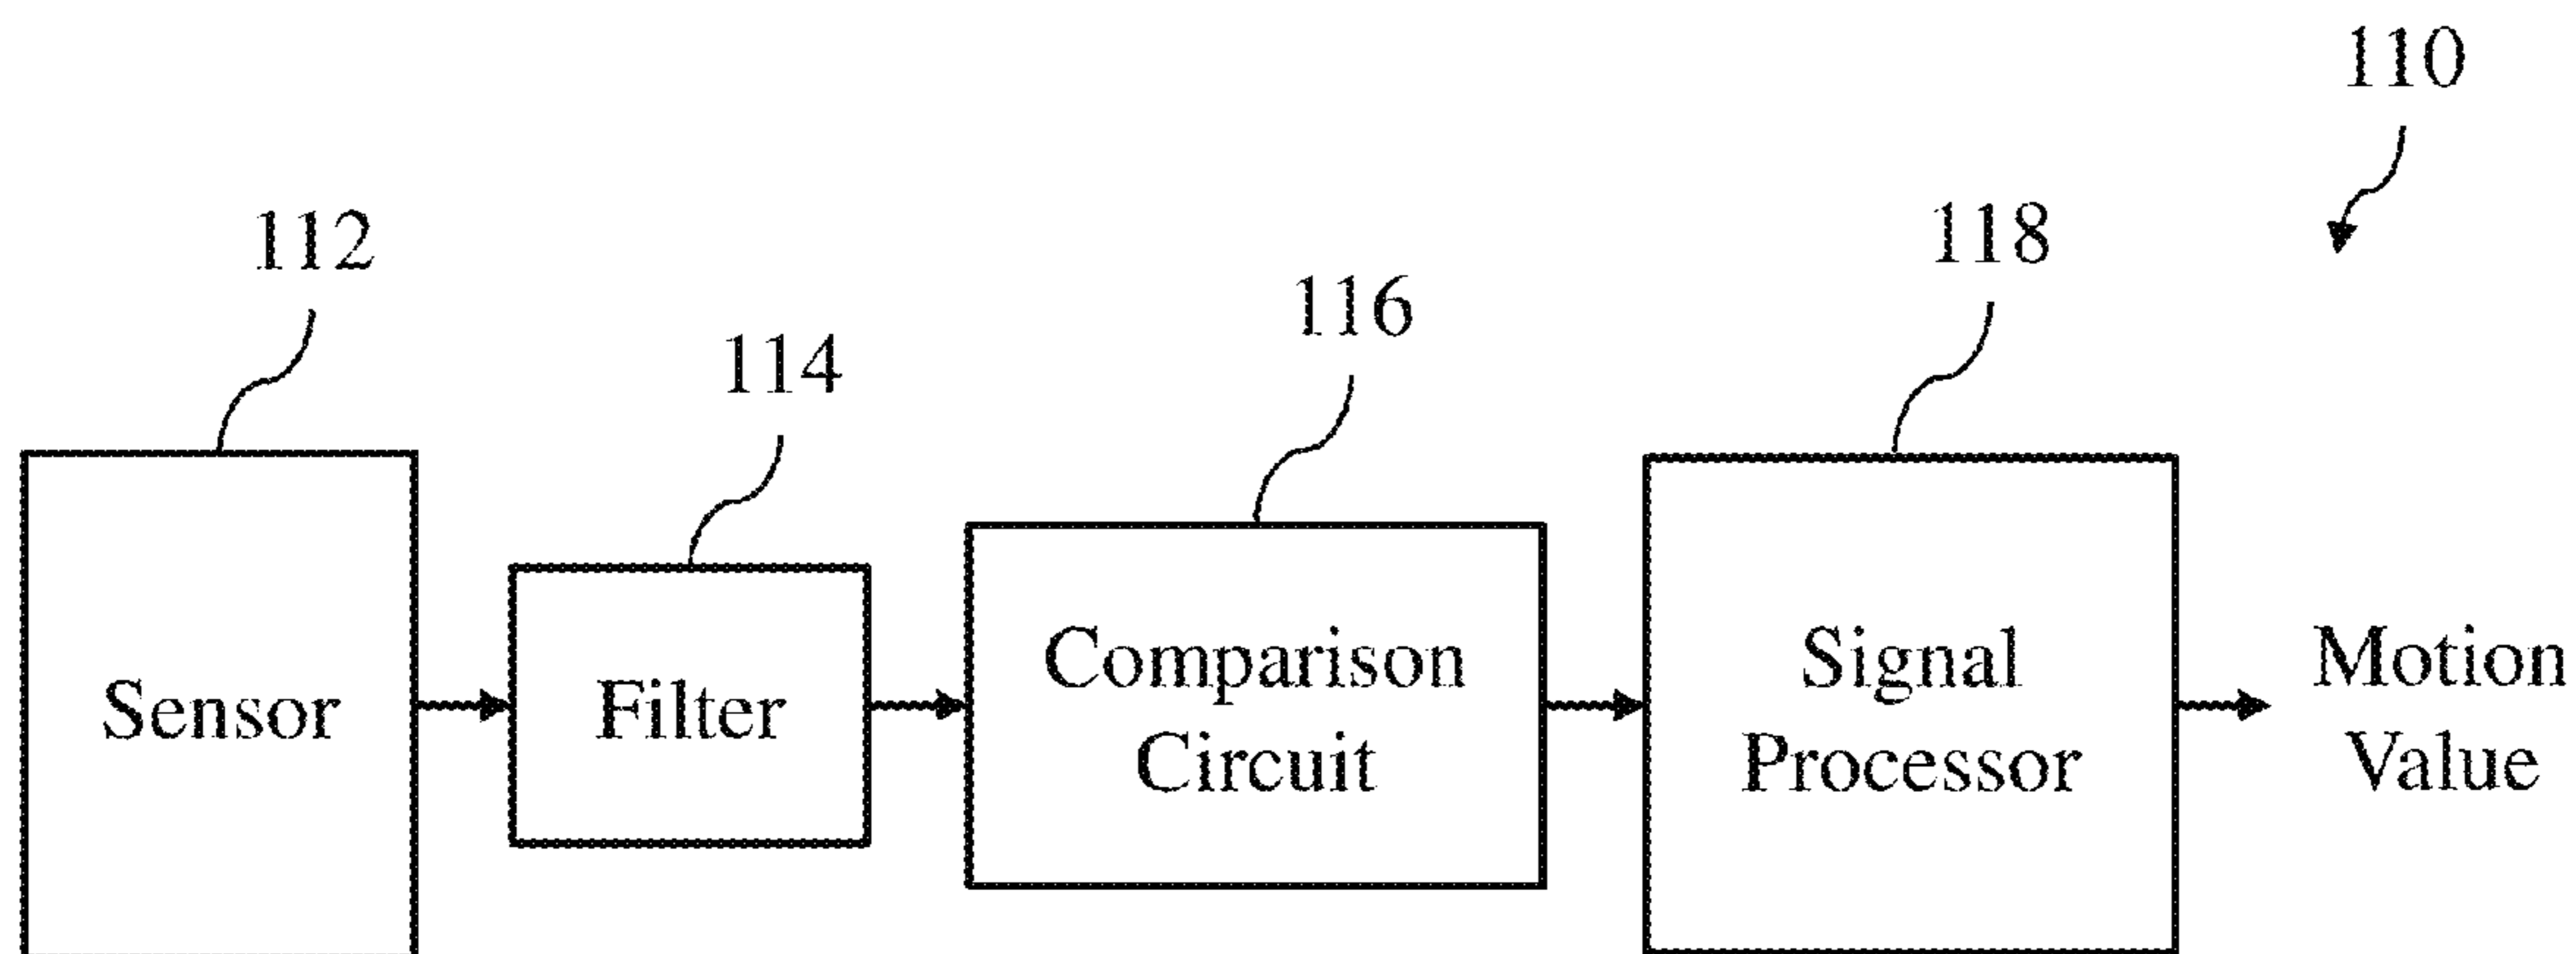 110
112
118
116
114
Sensor
Filter
Comparison
Circuit
Signal
Processor
Motion
Value